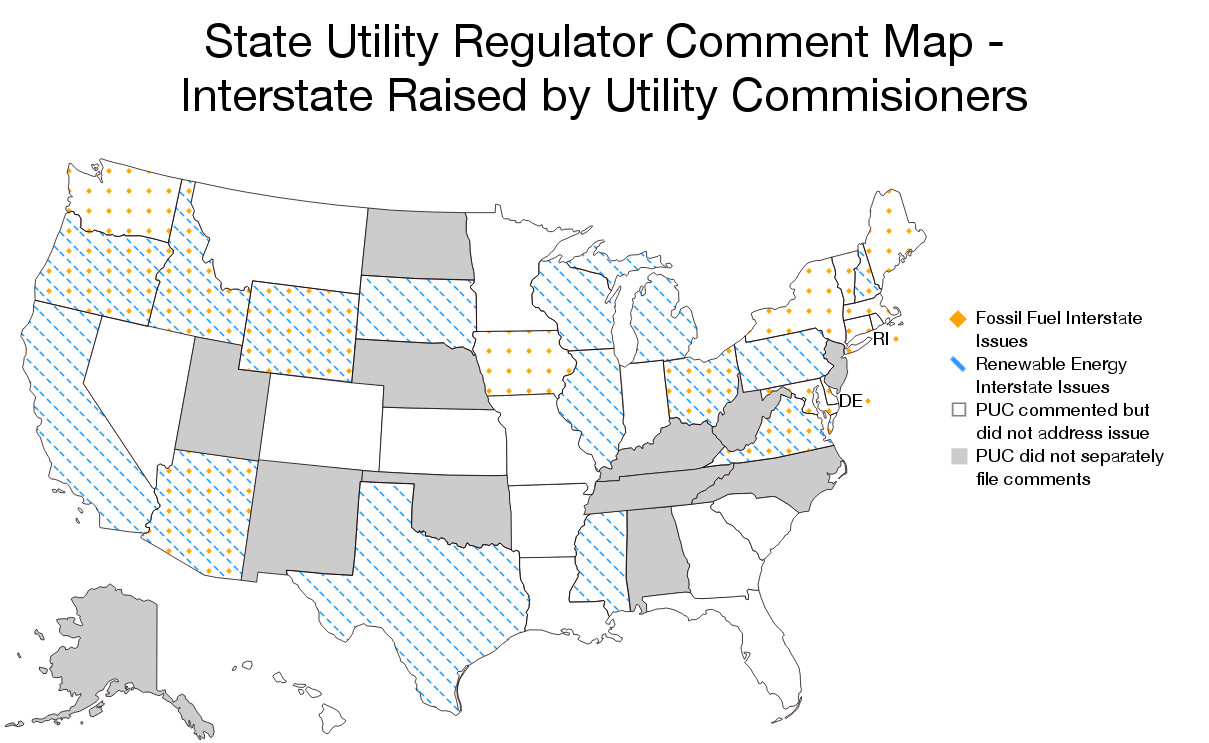 State Utility Regulator Comment Map -
Interstate Raised by Utility Commisioners
RI
DE
Fossil Fuel Interstate
Issues
Renewable Energy
Interstate Issues
PUC commented but
did not address issue
PUC did not separately
file comments